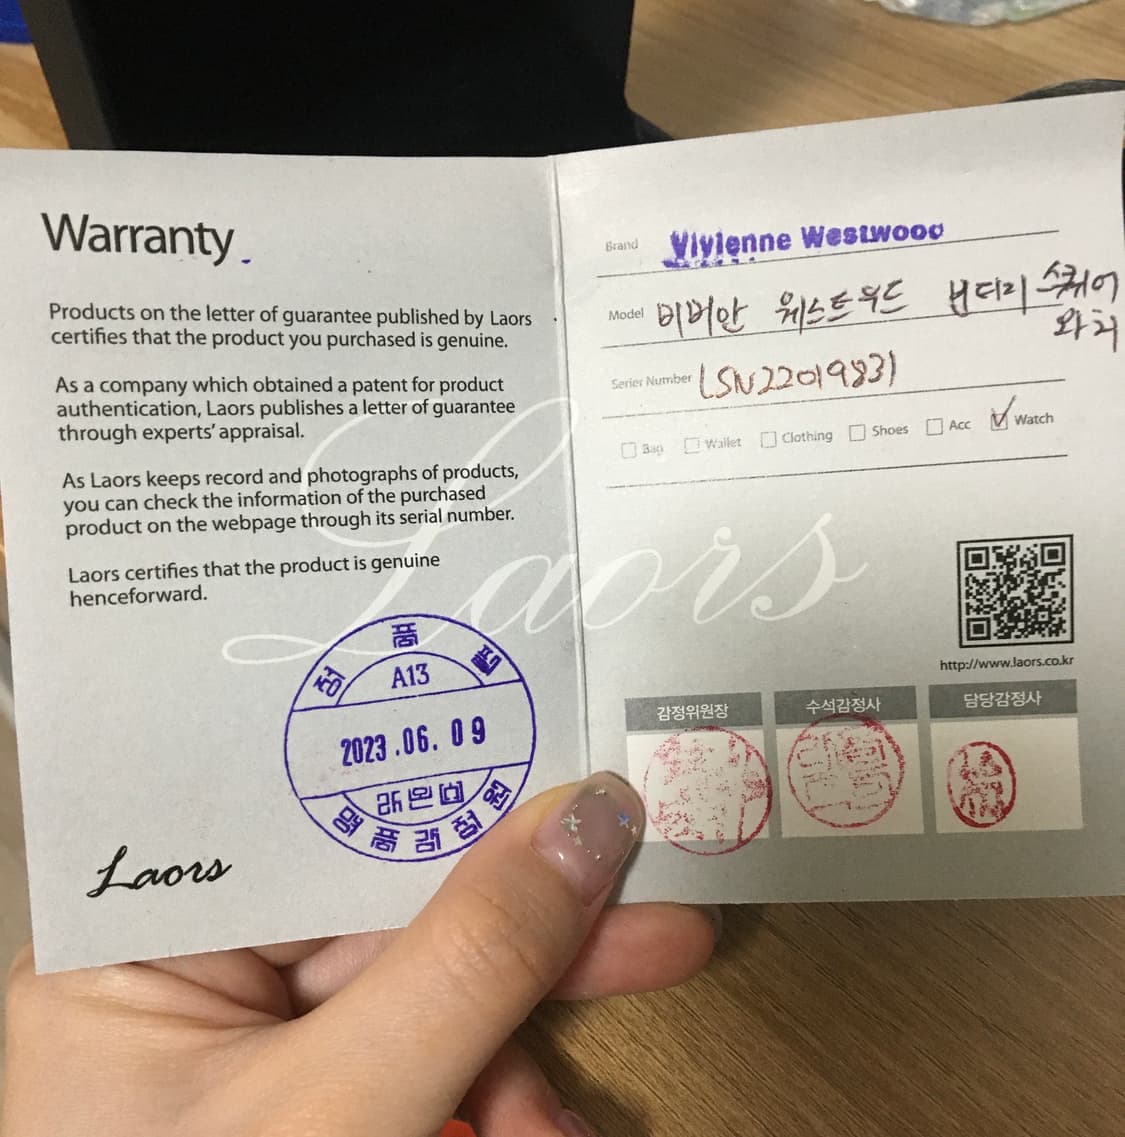 Warranty
Products on the letter of guarantee published by Laors
certifies that the product you purchased is genuine.
As a company which obtained a patent for product
authentication, Laors publishes a letter of guarantee
through experts' appraisal.
As Laors keeps record and photographs of products,
you can check the information of the purchased
product on the webpage through its serial number.
Laors certifies that the product is genuine
henceforward.
정품필
A13
2023.06.09
라올스
명품감정원
Laors
Brand Vivienne Westwood
Model 비비안 웨스트우드 번더리 스퀘어
와치
Serier Number LSN22019831
Bag Wallet Clothing Shoes Acc Watch
Laors
http://www.laors.co.kr
감정위원장 수석감정사 담당감정사